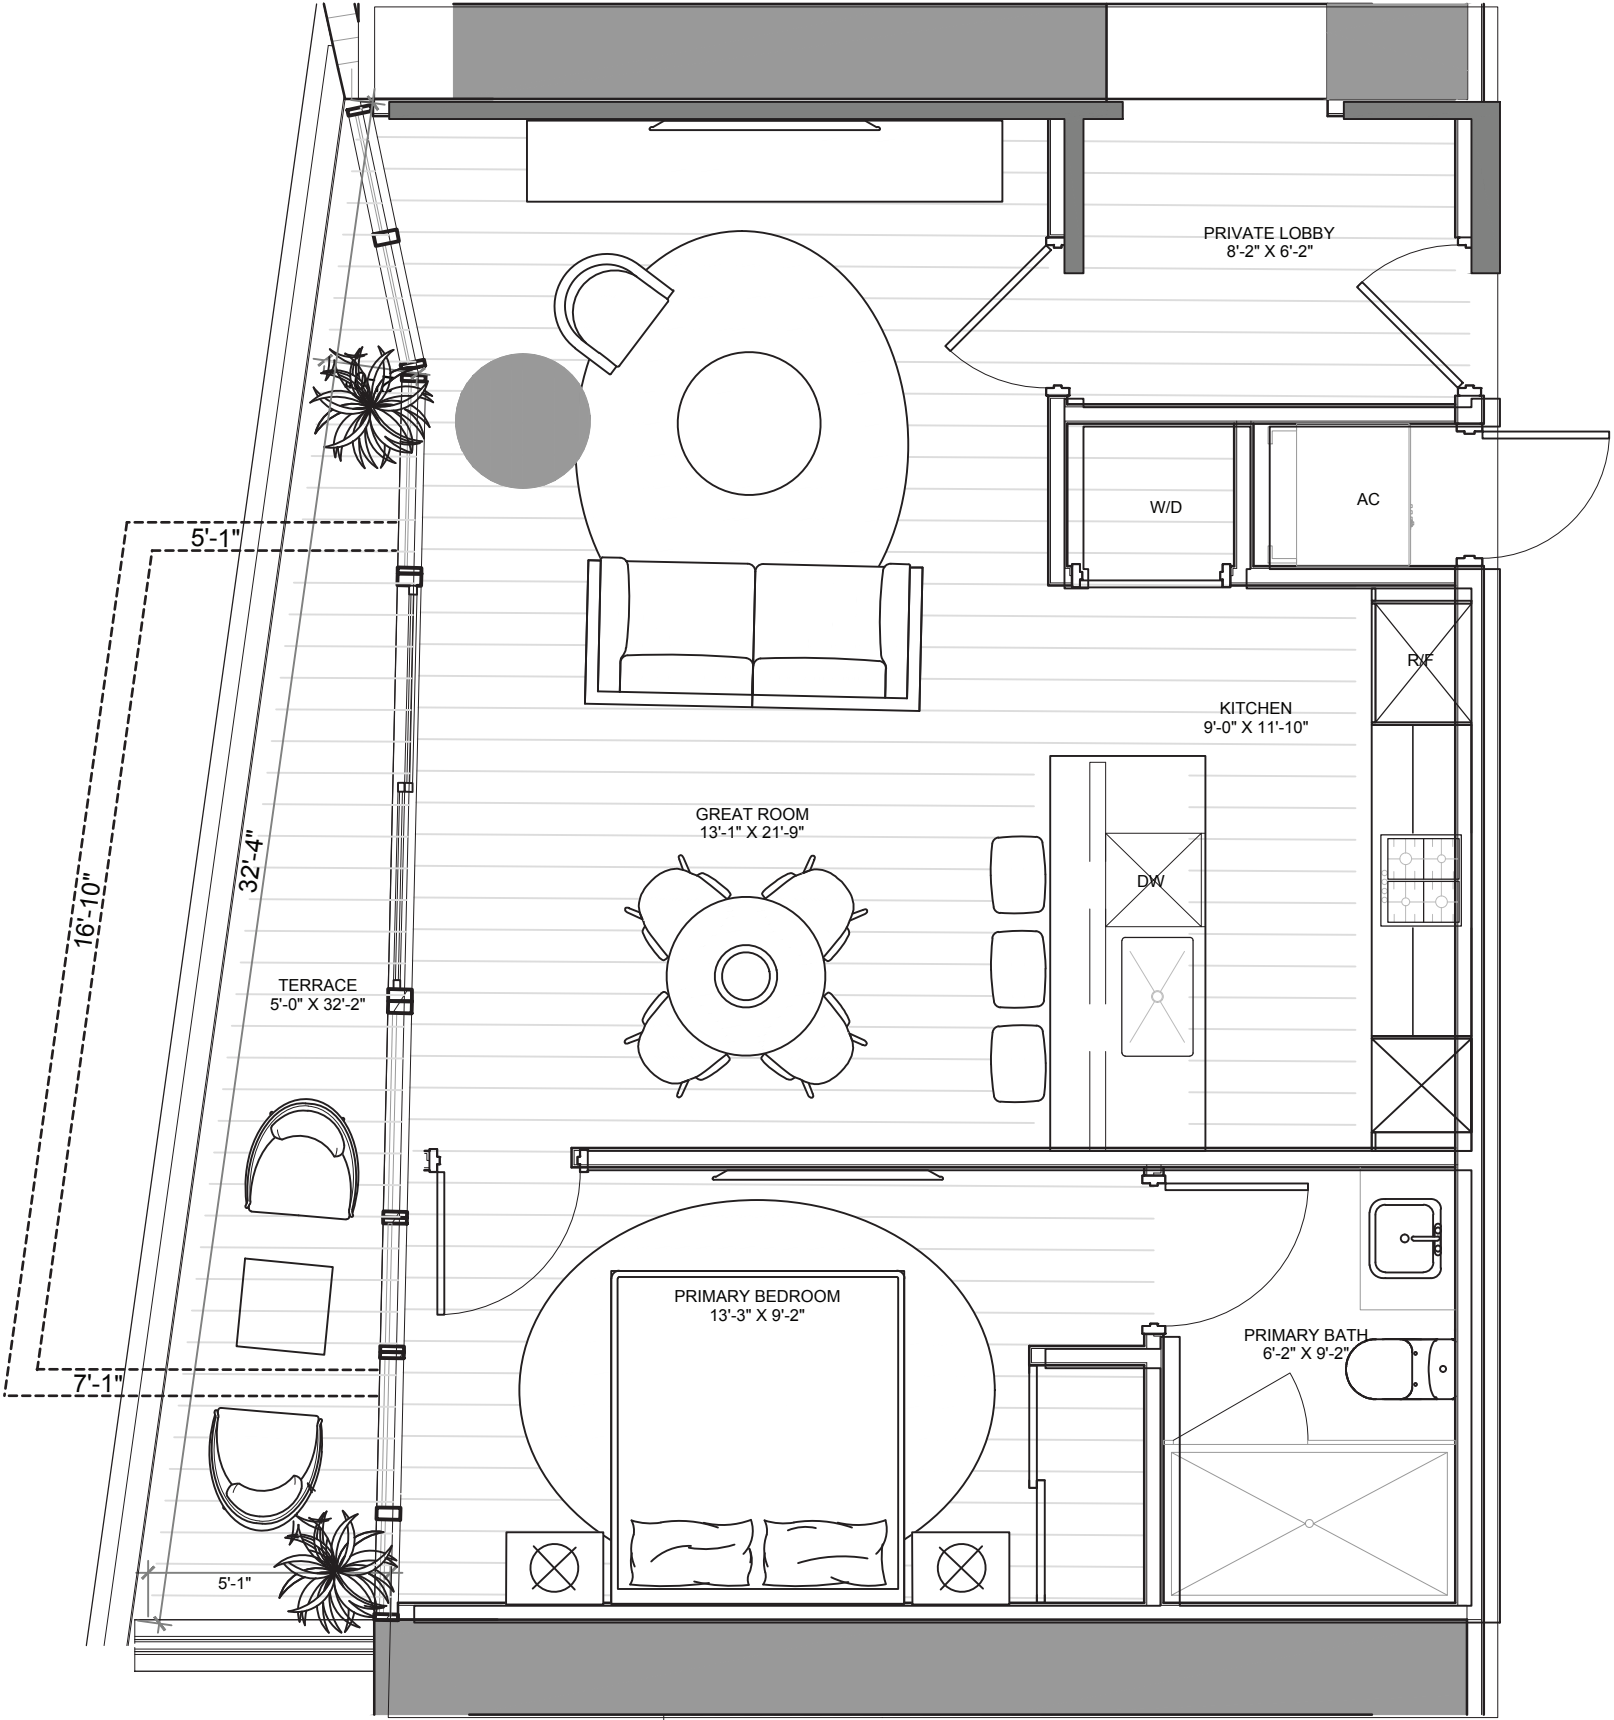 PRIVATE LOBBY
8'-2" X 6'-2"
W/D
AC
5'-1"
R/F
KITCHEN
9'-0" X 11'-10"
GREAT ROOM
13'-1" X 21'-9"
32'-4"
16'-10"
DW
TERRACE
5'-0" X 32'-2"
PRIMARY BEDROOM
13'-3" X 9'-2"
PRIMARY BATH
6'-2" X 9'-2"
7'-1"
5'-1"